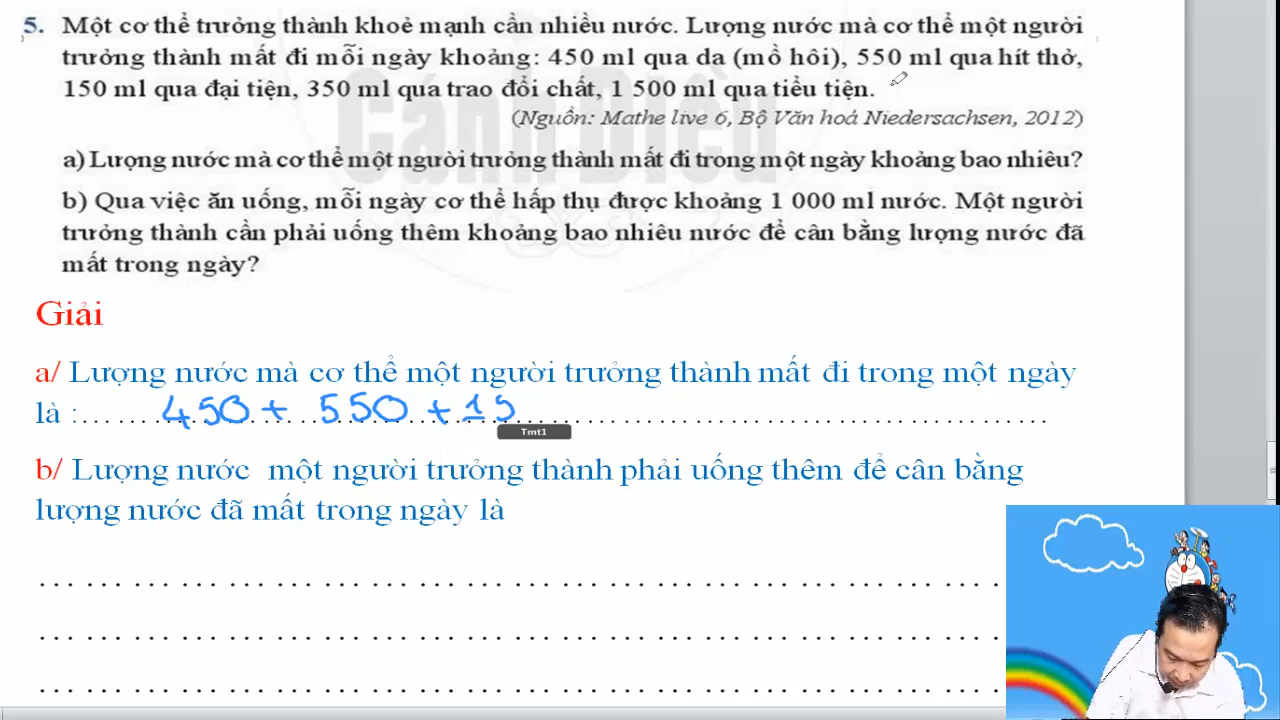 5. Một cơ thể trưởng thành khoẻ mạnh cần nhiều nước. Lượng nước mà cơ thể một người
trưởng thành mất đi mỗi ngày khoảng: 450 ml qua da (mồ hôi), 550 ml qua hít thở,
150 ml qua đại tiện, 350 ml qua trao đổi chất, 1 500 ml qua tiểu tiện.
(Nguồn: Mathe live 6, Bộ Văn hoá Niedersachsen, 2012)
Cánh Diều
a) Lượng nước mà cơ thể một người trưởng thành mất đi trong một ngày khoảng bao nhiêu?
b) Qua việc ăn uống, mỗi ngày cơ thể hấp thụ được khoảng 1 000 ml nước. Một người
trưởng thành cần phải uống thêm khoảng bao nhiêu nước để cân bằng lượng nước đã
mất trong ngày?
Giải
a/ Lượng nước mà cơ thể một người trưởng thành mất đi trong một ngày
là :........ 450 + 550 + 15........
Tmt1
b/ Lượng nước một người trưởng thành phải uống thêm để cân bằng
lượng nước đã mất trong ngày là